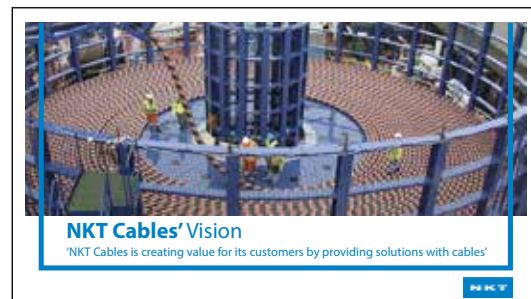 NKT Cables' Vision
'NKT Cables is creating value for its customers by providing solutions with cables'
NKT